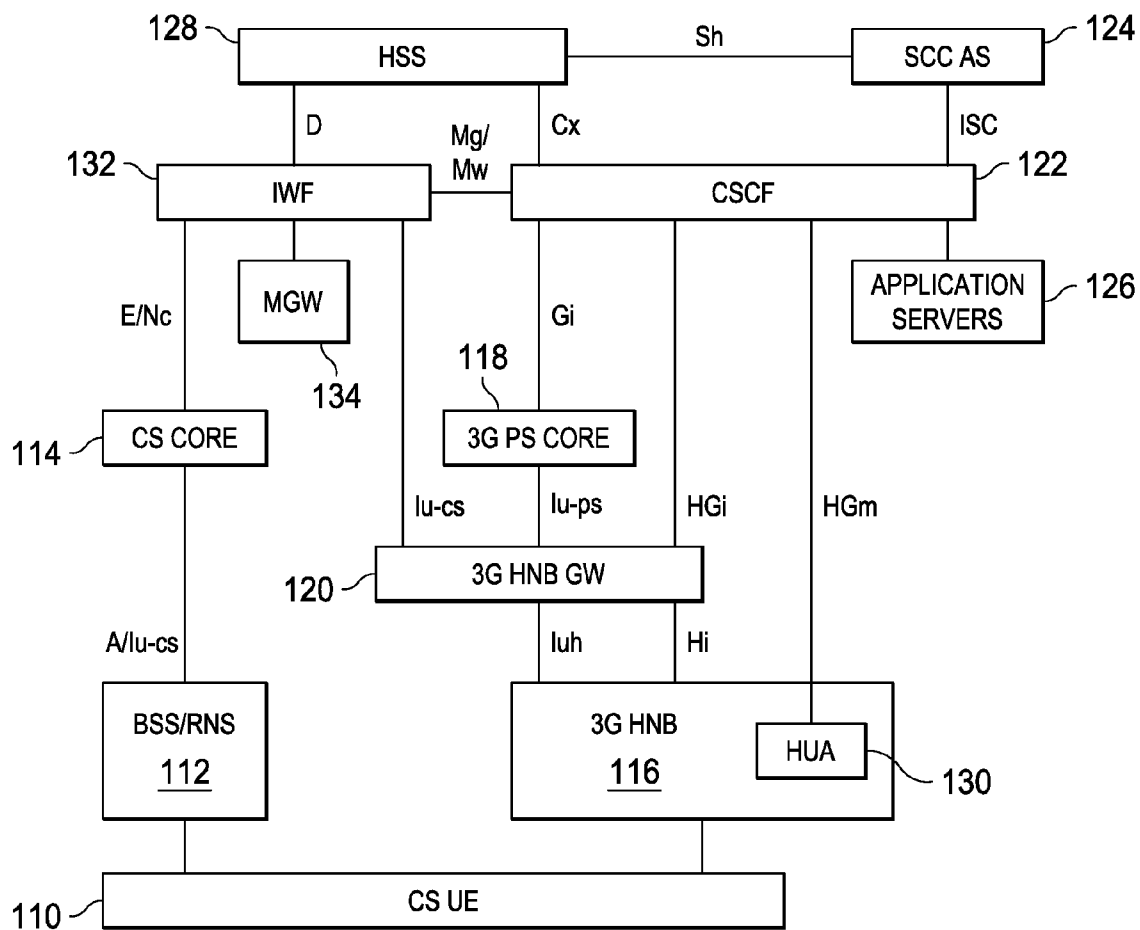 128
HSS
Sh
SCC AS
124
D
Mg/
Mw
Cx
ISC
132
IWF
CSCF
122
E/Nc
MGW
134
Gi
APPLICATION
SERVERS
126
118
114
CS CORE
3G PS CORE
Iu-cs
Iu-ps
HGi
HGm
120
3G HNB GW
A/Iu-cs
Iuh
Hi
BSS/RNS
112
3G HNB
116
HUA
130
110
CS UE